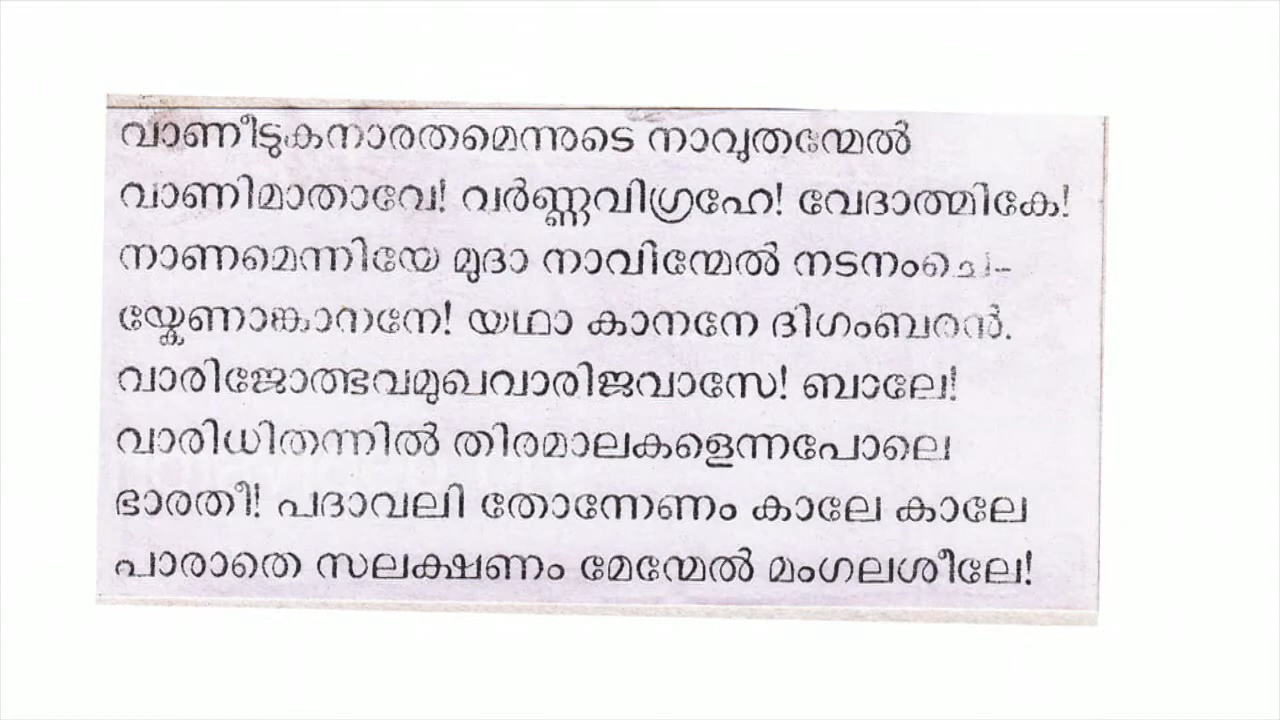 വാണീടുകനാരതമെന്നുടെ നാവുതന്മേൽ
വാണിമാതാവേ! വർണ്ണവിഗ്രഹേ! വേദാത്മികേ!
നാണമെന്നിയേ മുദാ നാവിന്മേൽ നടനംചെ-
യ്കേണാങ്കാനനേ! യഥാ കാനനേ ദിഗംബരൻ.
വാരിജോത്ഭവമുഖവാരിജവാസേ! ബാലേ!
വാരിധിതന്നിൽ തിരമാലകളെന്നപോലെ
ഭാരതീ! പദാവലി തോന്നേണം കാലേ കാലേ
പാരാതെ സലക്ഷണം മേന്മേൽ മംഗലശീലേ!